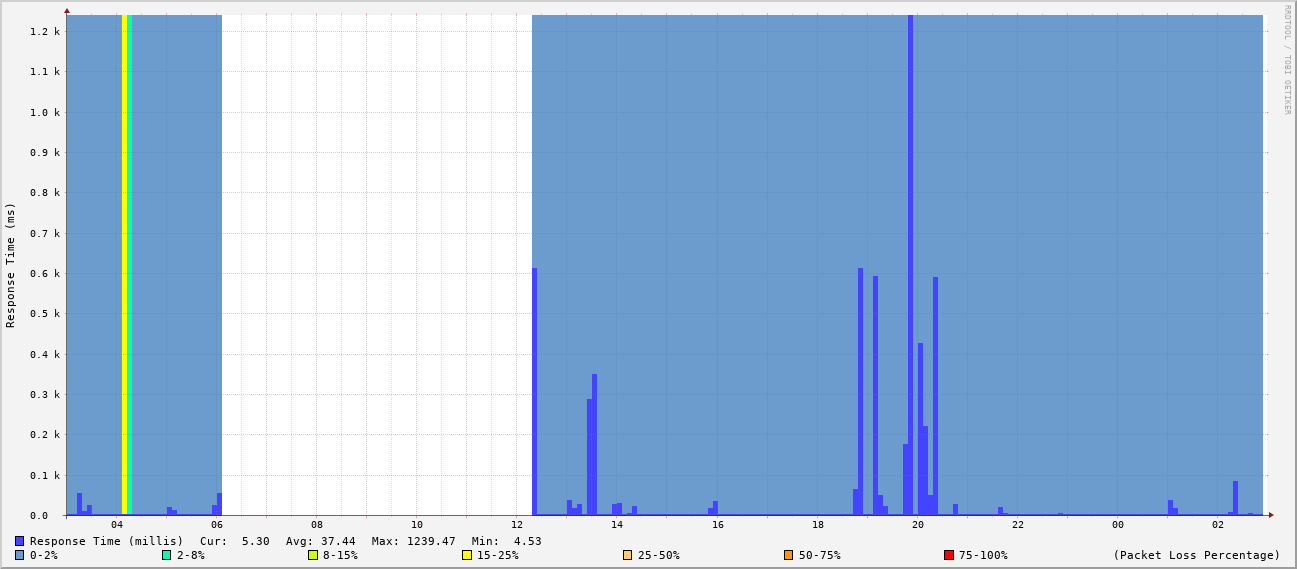 RRDTOOL / TOBI OETIKER
Response Time (ms)
1.2 k
1.1 k
1.0 k
0.9 k
0.8 k
0.7 k
0.6 k
0.5 k
0.4 k
0.3 k
0.2 k
0.1 k
0.0
04 06 08 10 12 14 16 18 20 22 00 02
Response Time (millis) Cur: 5.30 Avg: 37.44 Max: 1239.47 Min: 4.53
0-2% 2-8% 8-15% 15-25% 25-50% 50-75% 75-100% (Packet Loss Percentage)